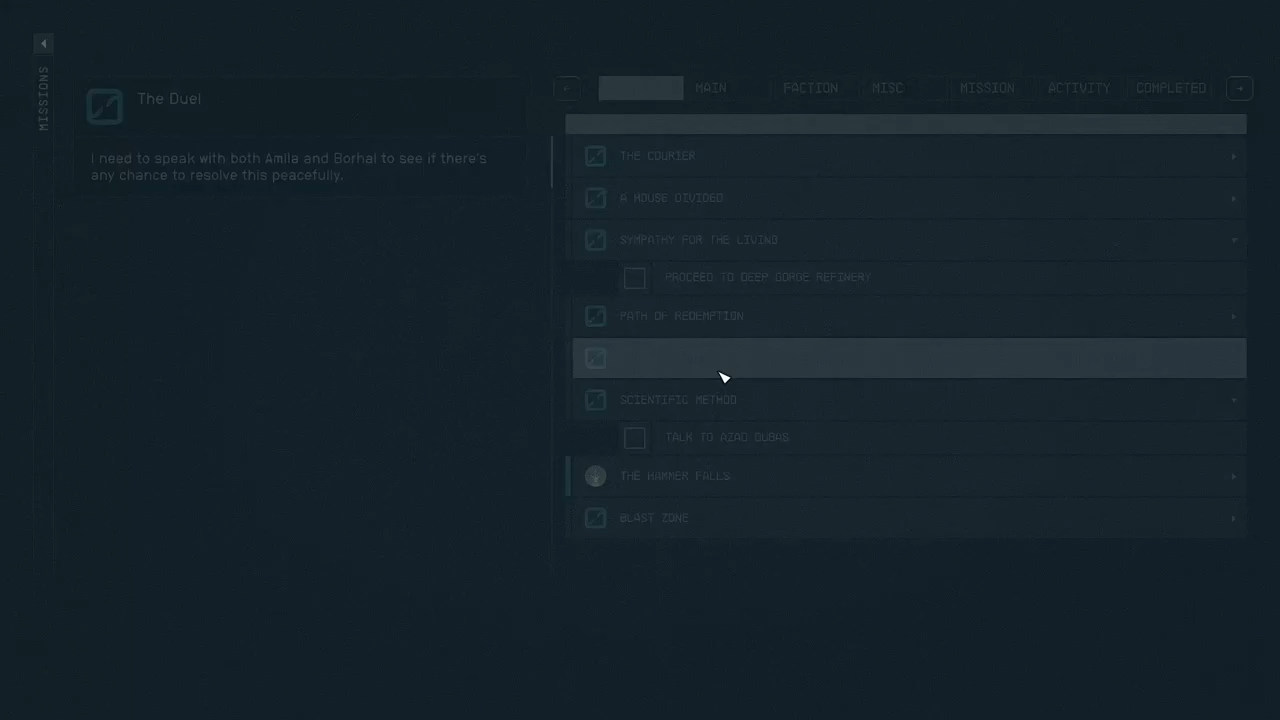 MISSIONS
The Duel
I need to speak with both Amila and Borhal to see if there's
any chance to resolve this peacefully.
MAIN
FACTION
MISC
MISSION
ACTIVITY
COMPLETED
THE COURIER
A HOUSE DIVIDED
SYMPATHY FOR THE LIVING
PROCEED TO DEEP GORGE REFINERY
PATH OF REDEMPTION
SCIENTIFIC METHOD
TALK TO AZAD DUBAS
THE HAMMER FALLS
BLAST ZONE